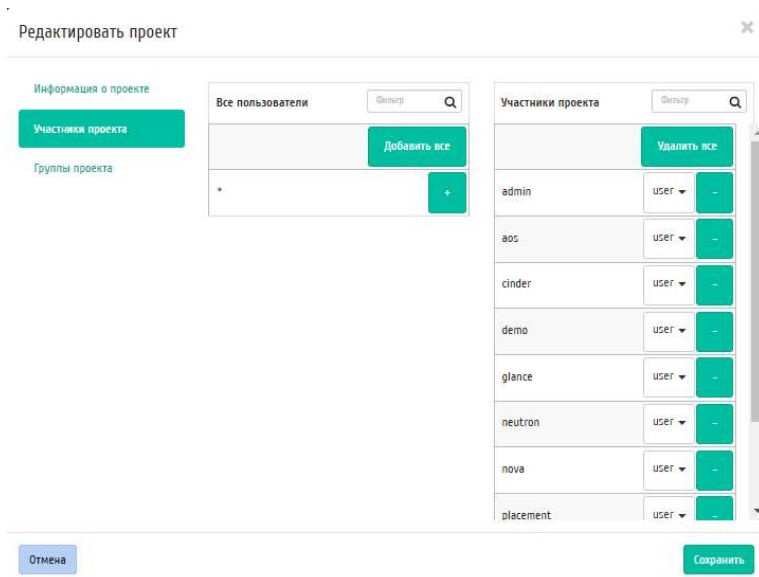 Редактировать проект
×
Информация о проекте
Участники проекта
Группы проекта
Все пользователи
Фильтр
Добавить все
*
+
Участники проекта
Фильтр
Удалить все
admin
user
-
aos
user
-
cinder
user
-
demo
user
-
glance
user
-
neutron
user
-
nova
user
-
placement
user
-
Отмена
Сохранить